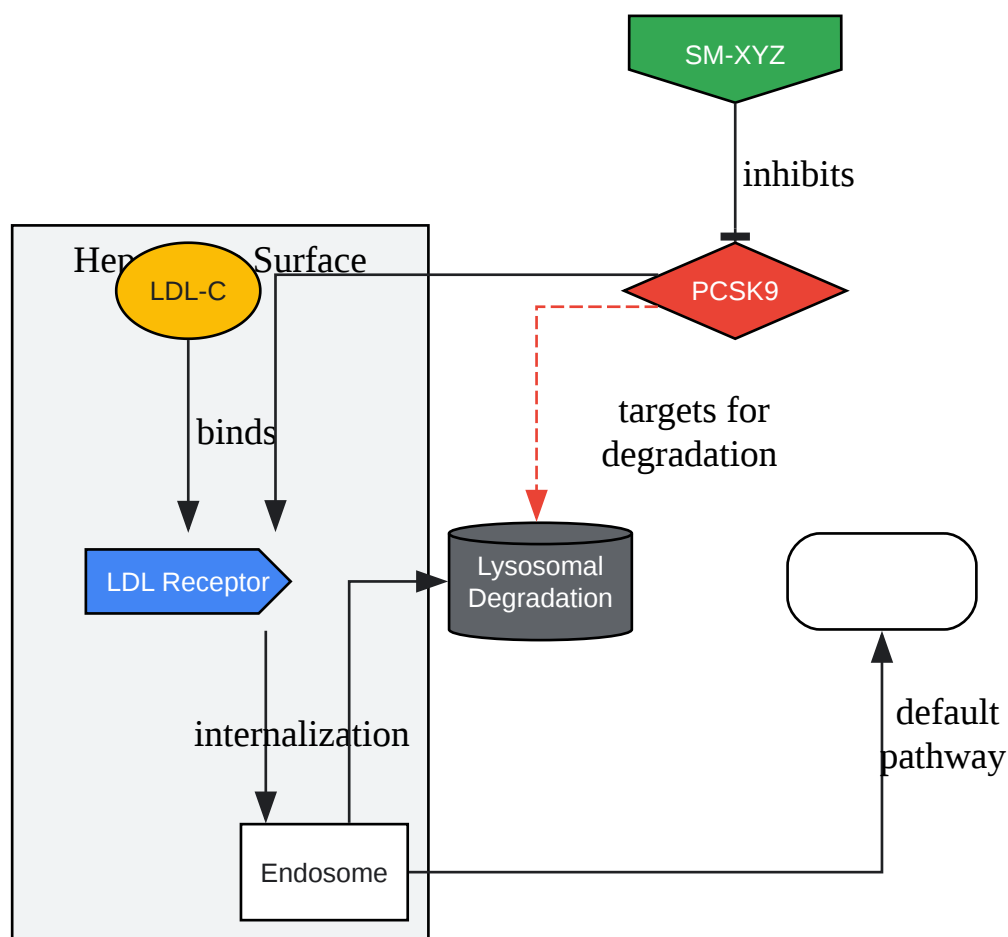 SM-XYZ
inhibits
Hep Surface
LDL-C
PCSK9
binds
targets for
degradation
LDL Receptor
Lysosomal
Degradation
internalization
default
pathway
Endosome